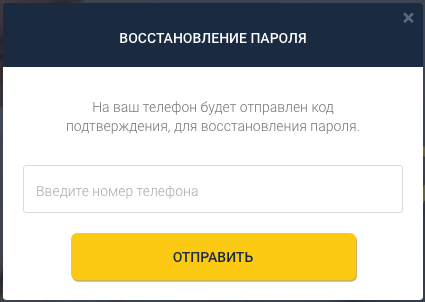 ВОССТАНОВЛЕНИЕ ПАРОЛЯ
На ваш телефон будет отправлен код
подтверждения, для восстановления пароля.
Введите номер телефона
ОТПРАВИТЬ